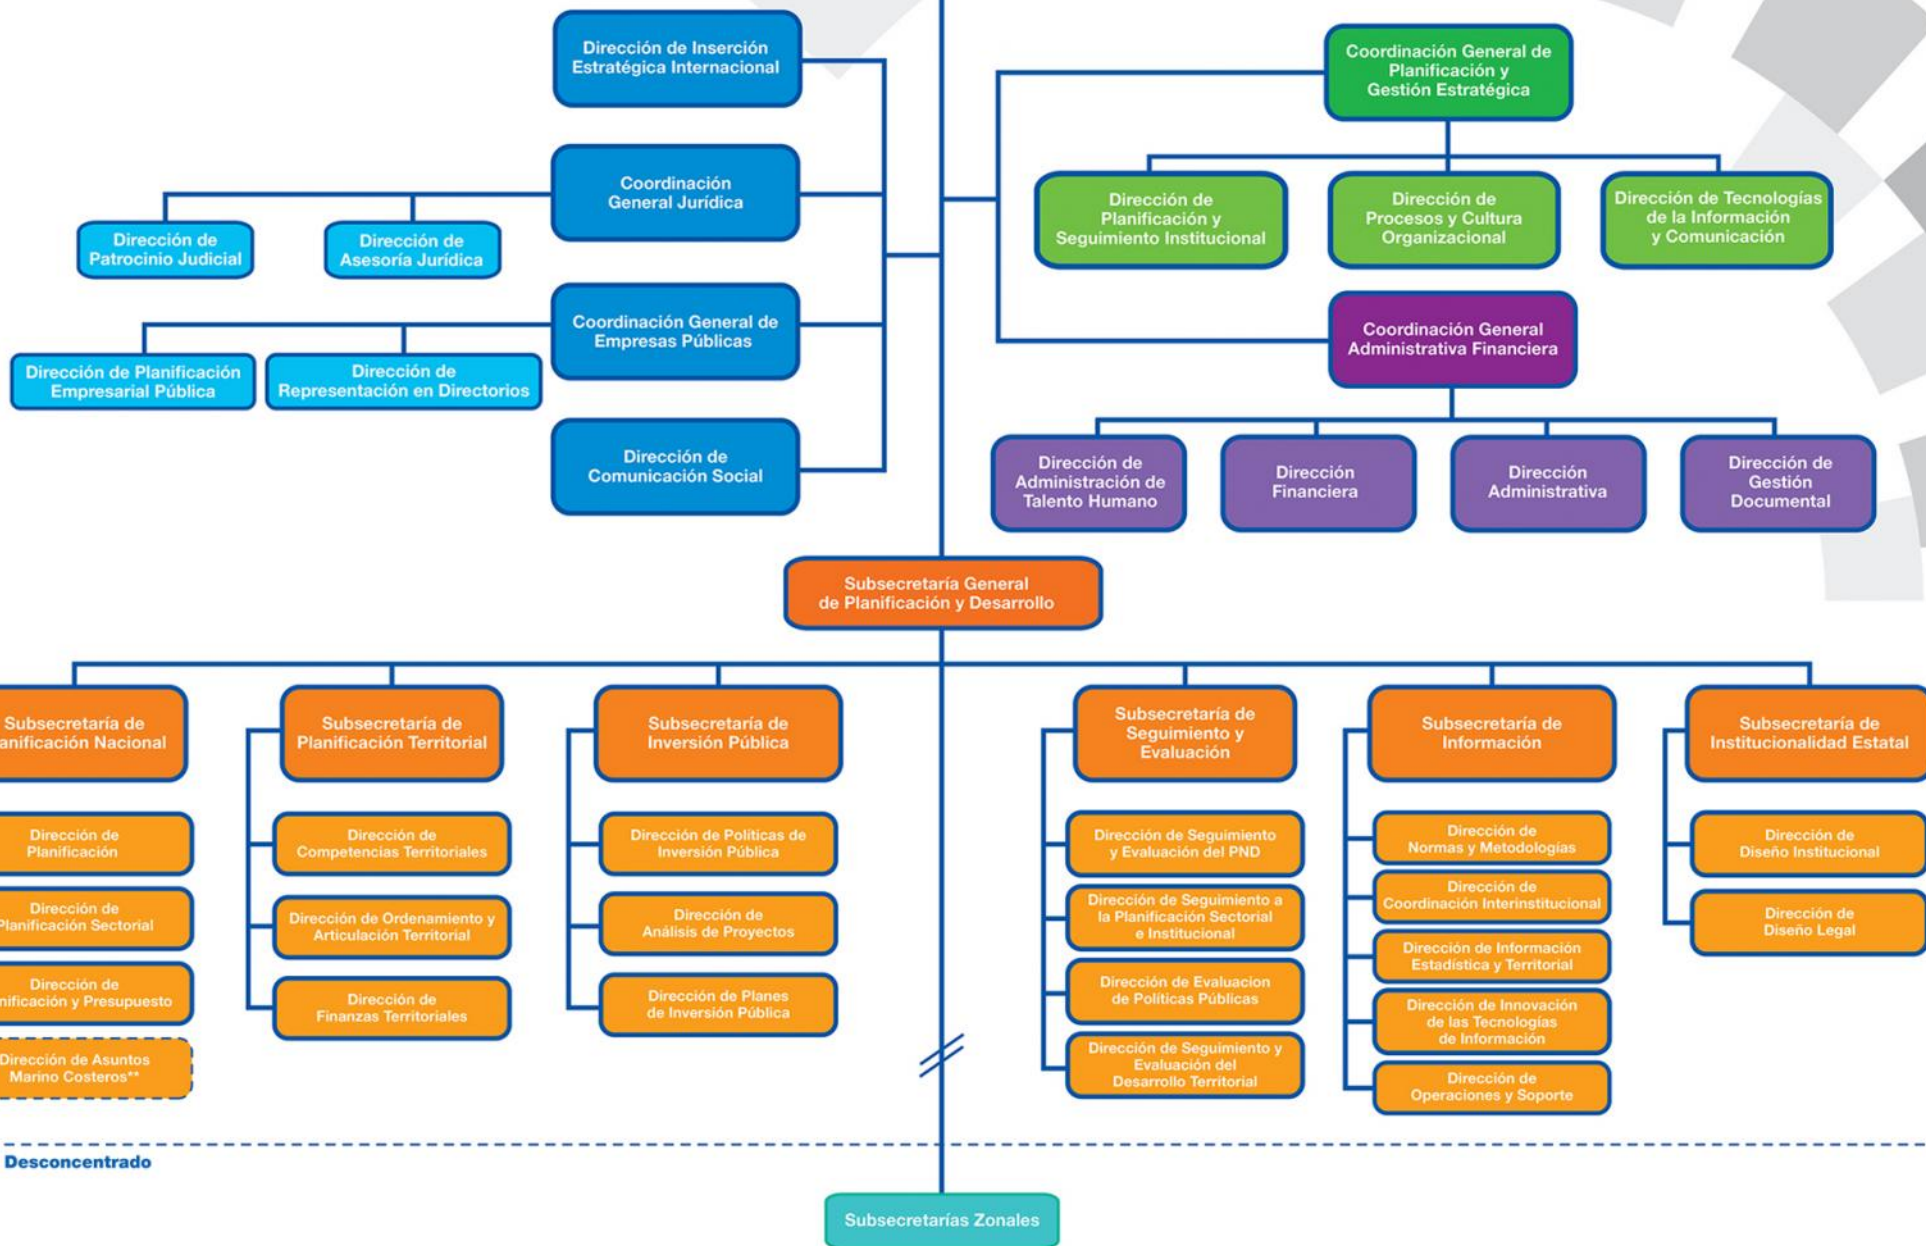 Dirección de Inserción
Estratégica Internacional
Coordinación
General Jurídica
Dirección de
Patrocinio Judicial
Dirección de
Asesoría Jurídica
Coordinación General de
Empresas Públicas
Dirección de Planificación
Empresarial Pública
Dirección de
Representación en Directorios
Dirección de
Comunicación Social
Coordinación General de
Planificación y
Gestión Estratégica
Dirección de
Planificación y
Seguimiento Institucional
Dirección de
Procesos y Cultura
Organizacional
Dirección de Tecnologías
de la Información
y Comunicación
Coordinación General
Administrativa Financiera
Dirección de
Administración de
Talento Humano
Dirección
Financiera
Dirección
Administrativa
Dirección de
Gestión
Documental
Subsecretaría General
de Planificación y Desarrollo
Subsecretaría de
anificación Nacional
Dirección de
Planificación
Dirección de
Planificación Sectorial
Dirección de
nificación y Presupuesto
Dirección de Asuntos
Marino Costeros**
Subsecretaría de
Planificación Territorial
Dirección de
Competencias Territoriales
Dirección de Ordenamiento y
Articulación Territorial
Dirección de
Finanzas Territoriales
Subsecretaría de
Inversión Pública
Dirección de Políticas de
Inversión Pública
Dirección de
Análisis de Proyectos
Dirección de Planes
de Inversión Pública
Subsecretaría de
Seguimiento y
Evaluación
Dirección de Seguimiento
y Evaluación del PND
Dirección de Seguimiento a
la Planificación Sectorial
e Institucional
Dirección de Evaluacion
de Políticas Públicas
Dirección de Seguimiento y
Evaluación del
Desarrollo Territorial
Subsecretaría de
Información
Dirección de
Normas y Metodologías
Dirección de
Coordinación Interinstitucional
Dirección de Información
Estadística y Territorial
Dirección de Innovación
de las Tecnologías
de Información
Dirección de
Operaciones y Soporte
Subsecretaría de
Institucionalidad Estatal
Dirección de
Diseño Institucional
Dirección de
Diseño Legal
Desconcentrado
Subsecretarías Zonales